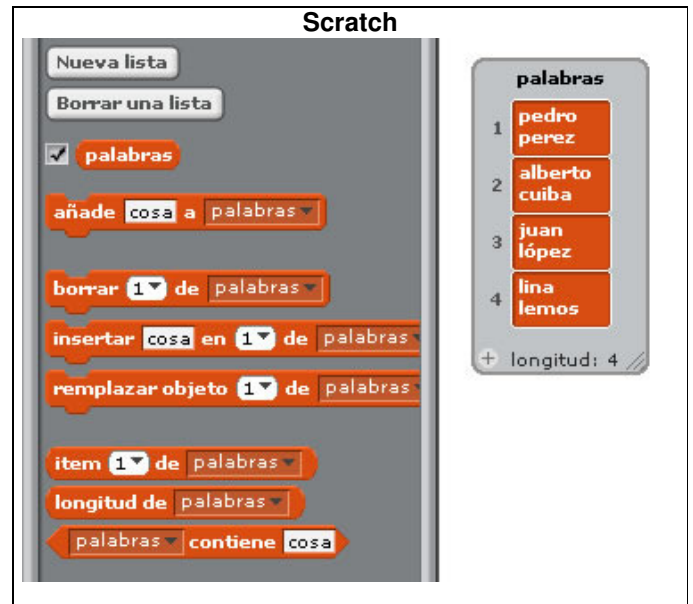 Scratch
Nueva lista
Borrar una lista
palabras
añade cosa a palabras
borrar 1 de palabras
insertar cosa en 1 de palabras
remplazar objeto 1 de palabras
item 1 de palabras
longitud de palabras
palabras contiene cosa
palabras
1 pedro
perez
2 alberto
cuiba
3 juan
lópez
4 lina
lemos
+ longitud: 4